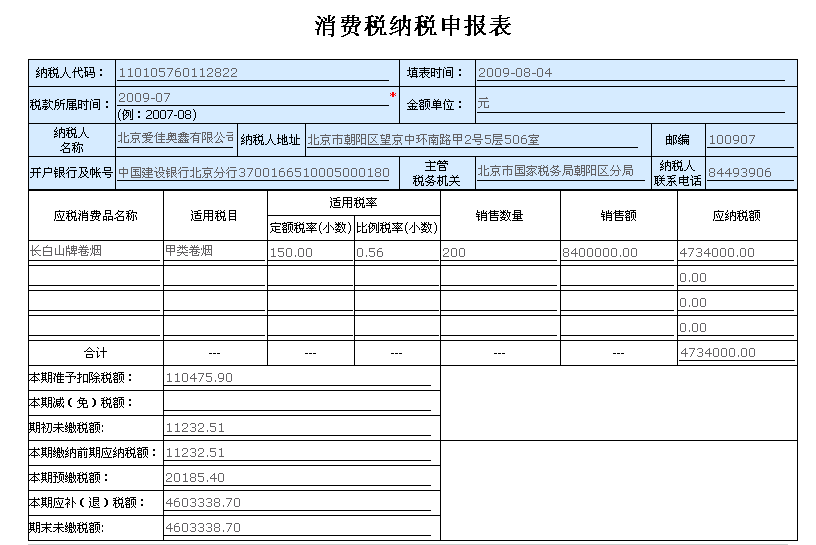 消费税纳税申报表
纳税人代码： 110105760112822 填表时间： 2009-08-04
税款所属时间： 2009-07 * (例：2007-08) 金额单位： 元
纳税人名称 北京爱佳奥鑫有限公司 纳税人地址 北京市朝阳区望京中环南路甲2号5层506室 邮编 100907
开户银行及帐号 中国建设银行北京分行3700166510005000180 主管税务机关 北京市国家税务局朝阳区分局 纳税人联系电话 84493906
应税消费品名称 适用税目 适用税率 销售数量 销售额 应纳税额
定额税率(小数) 比例税率(小数)
长白山牌卷烟 甲类卷烟 150.00 0.56 200 8400000.00 4734000.00
0.00
0.00
0.00
合计 --- --- --- --- --- 4734000.00
本期准予扣除税额： 110475.90
本期减（免）税额：
期初未缴税额: 11232.51
本期缴纳前期应纳税额： 11232.51
本期预缴税额： 20185.40
本期应补（退）税额： 4603338.70
期末未缴税额: 4603338.70